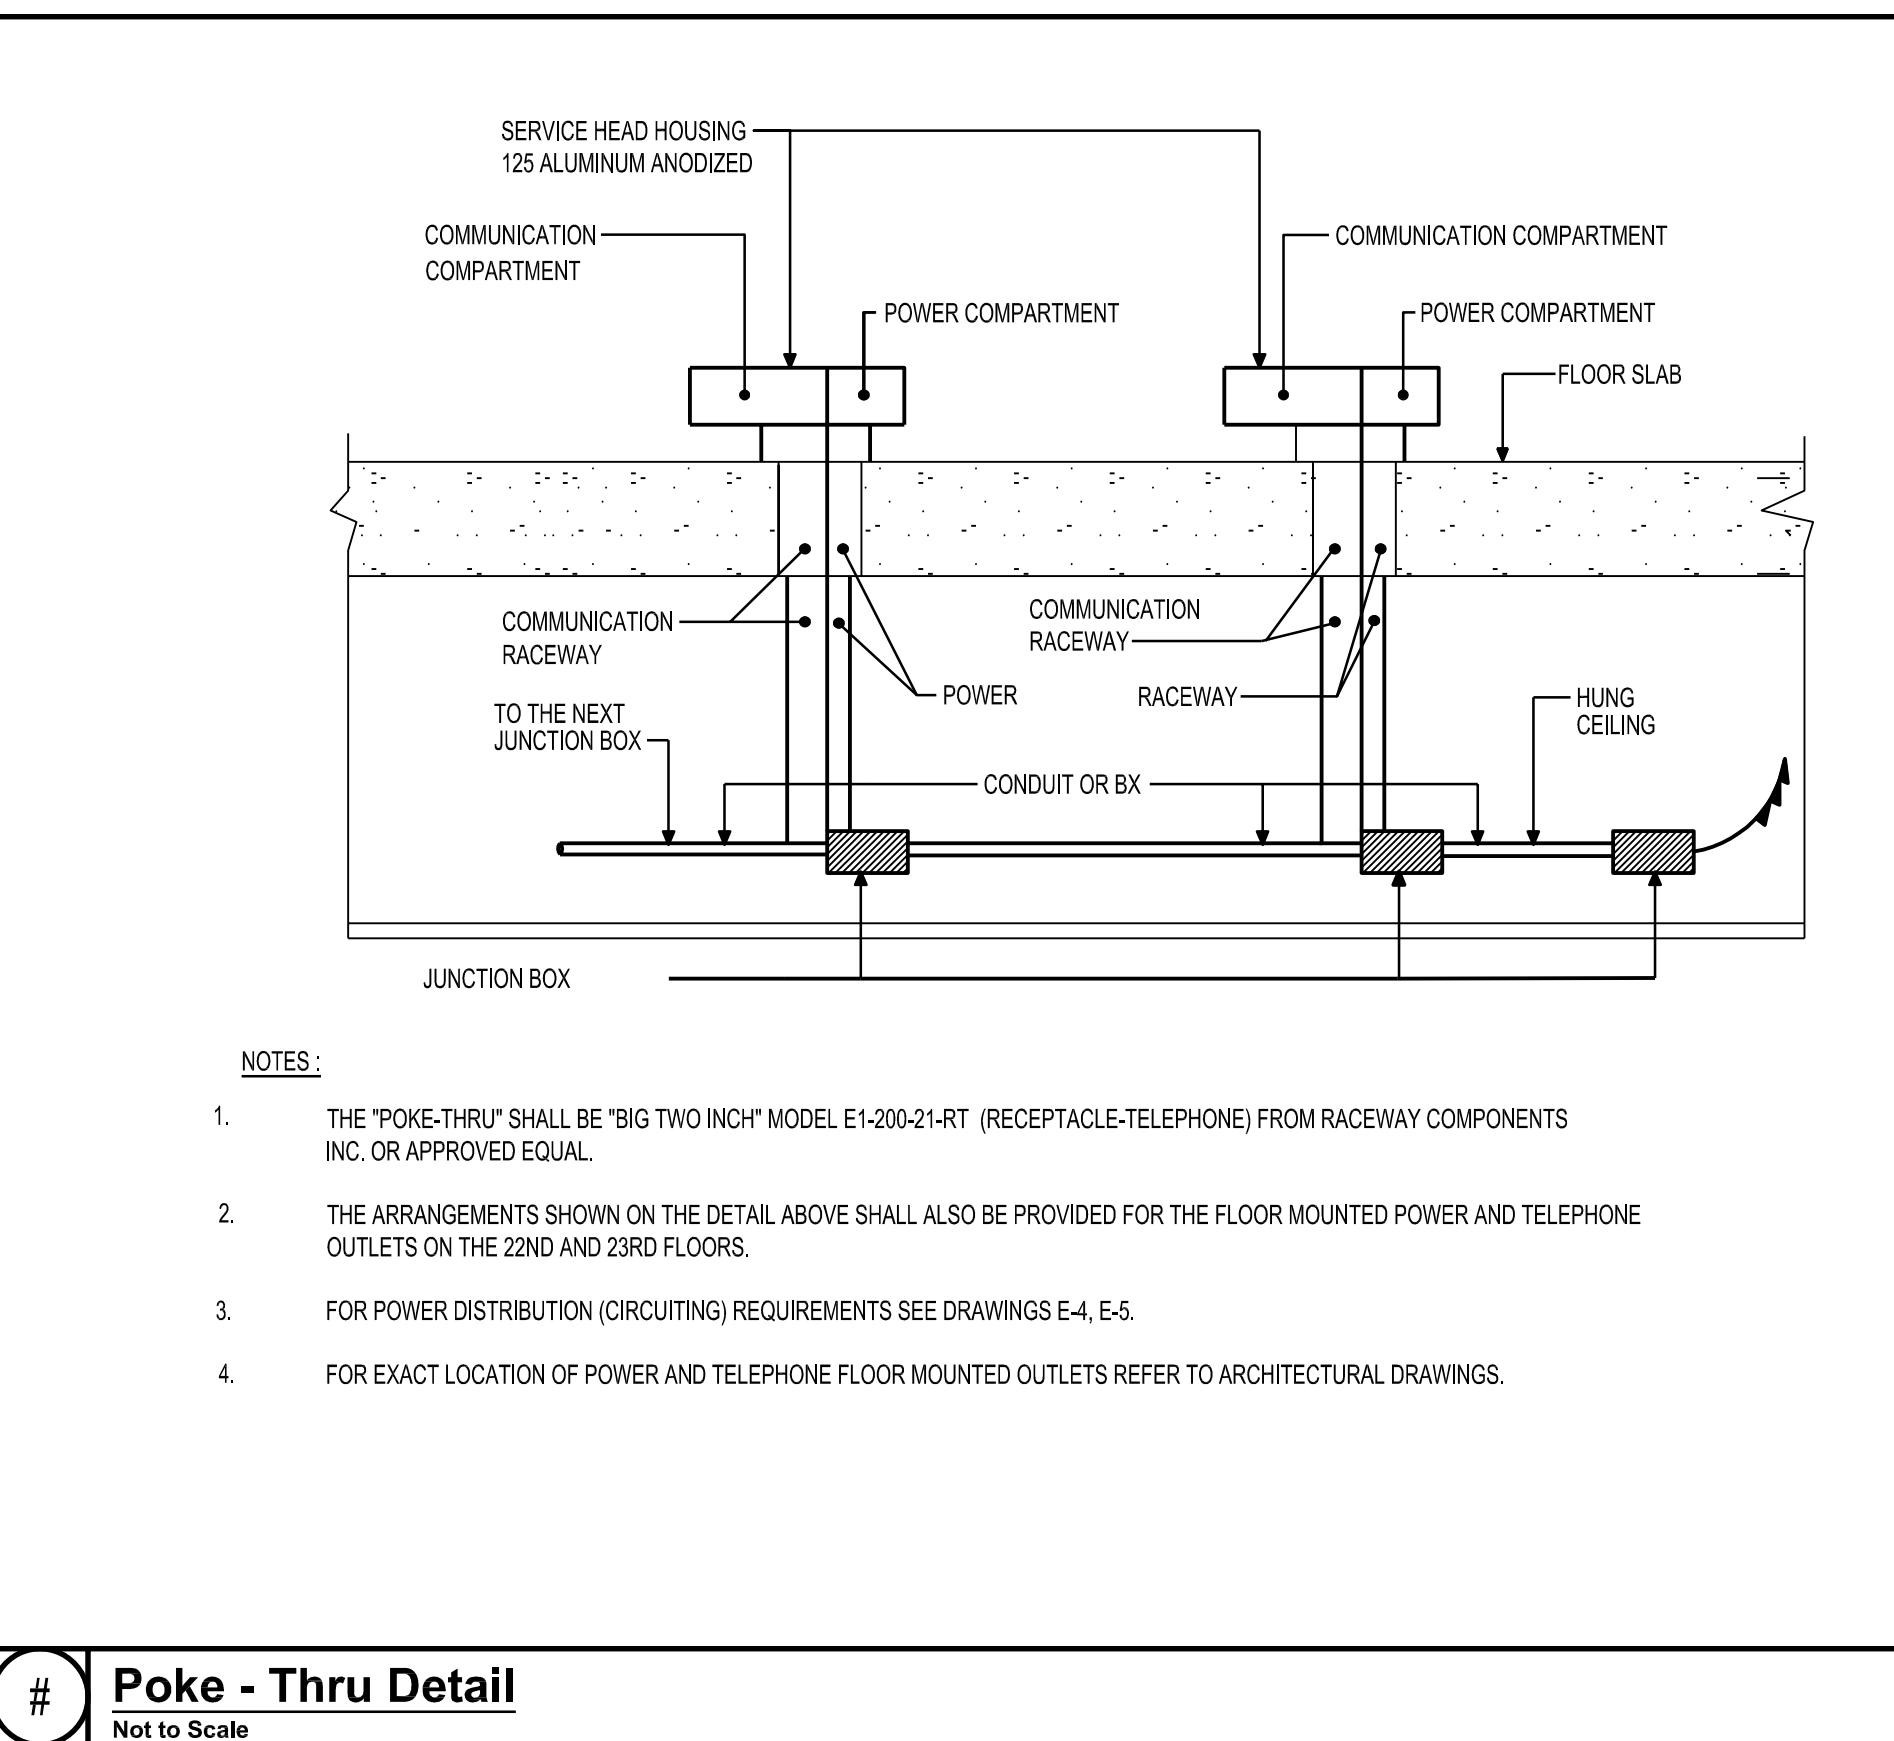 SERVICE HEAD HOUSING
125 ALUMINUM ANODIZED
COMMUNICATION
COMPARTMENT
COMMUNICATION COMPARTMENT
POWER COMPARTMENT
POWER COMPARTMENT
FLOOR SLAB
COMMUNICATION
RACEWAY
COMMUNICATION
RACEWAY
POWER
RACEWAY
HUNG
CEILING
TO THE NEXT
JUNCTION BOX
CONDUIT OR BX
JUNCTION BOX
NOTES :
1. THE "POKE-THRU" SHALL BE "BIG TWO INCH" MODEL E1-200-21-RT (RECEPTACLE-TELEPHONE) FROM RACEWAY COMPONENTS
INC. OR APPROVED EQUAL.
2. THE ARRANGEMENTS SHOWN ON THE DETAIL ABOVE SHALL ALSO BE PROVIDED FOR THE FLOOR MOUNTED POWER AND TELEPHONE
OUTLETS ON THE 22ND AND 23RD FLOORS.
3. FOR POWER DISTRIBUTION (CIRCUITING) REQUIREMENTS SEE DRAWINGS E-4, E-5.
4. FOR EXACT LOCATION OF POWER AND TELEPHONE FLOOR MOUNTED OUTLETS REFER TO ARCHITECTURAL DRAWINGS.
# Poke - Thru Detail
Not to Scale